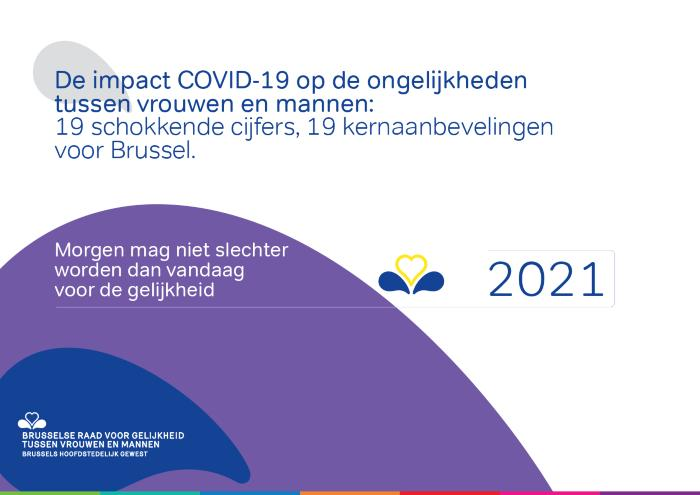 De impact COVID-19 op de ongelijkheden
tussen vrouwen en mannen:
19 schokkende cijfers, 19 kernaanbevelingen
voor Brussel.
Morgen mag niet slechter
worden dan vandaag
voor de gelijkheid
2021
BRUSSELSE RAAD VOOR GELIJKHEID
TUSSEN VROUWEN EN MANNEN
BRUSSELS HOOFDSTEDELIJK GEWEST